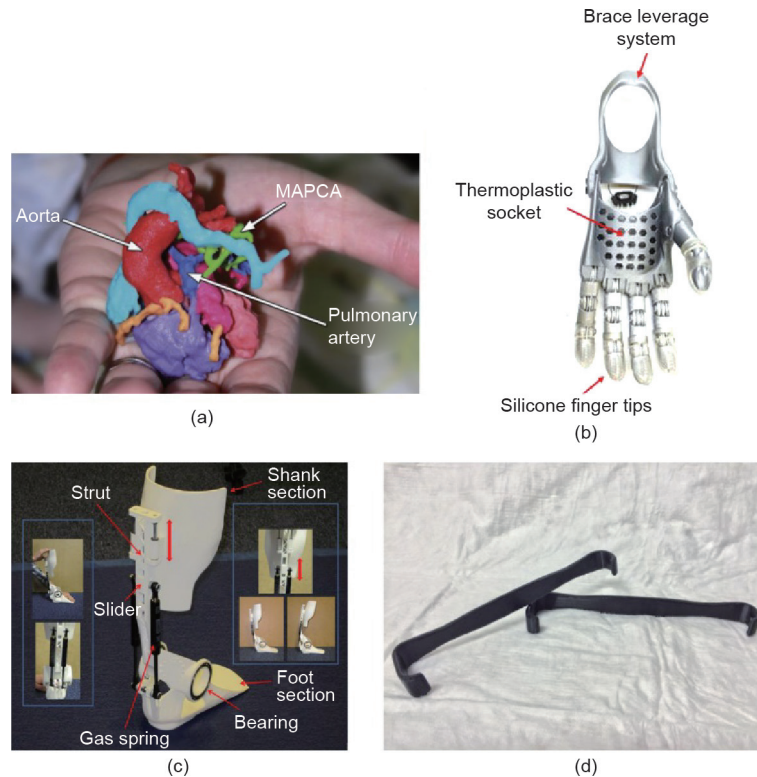 Aorta
MAPCA
Pulmonary
artery
(a)
Brace leverage
system
Thermoplastic
socket
Silicone finger tips
(b)
Strut
Shank
section
Slider
Foot
section
Bearing
Gas spring
(c)
(d)